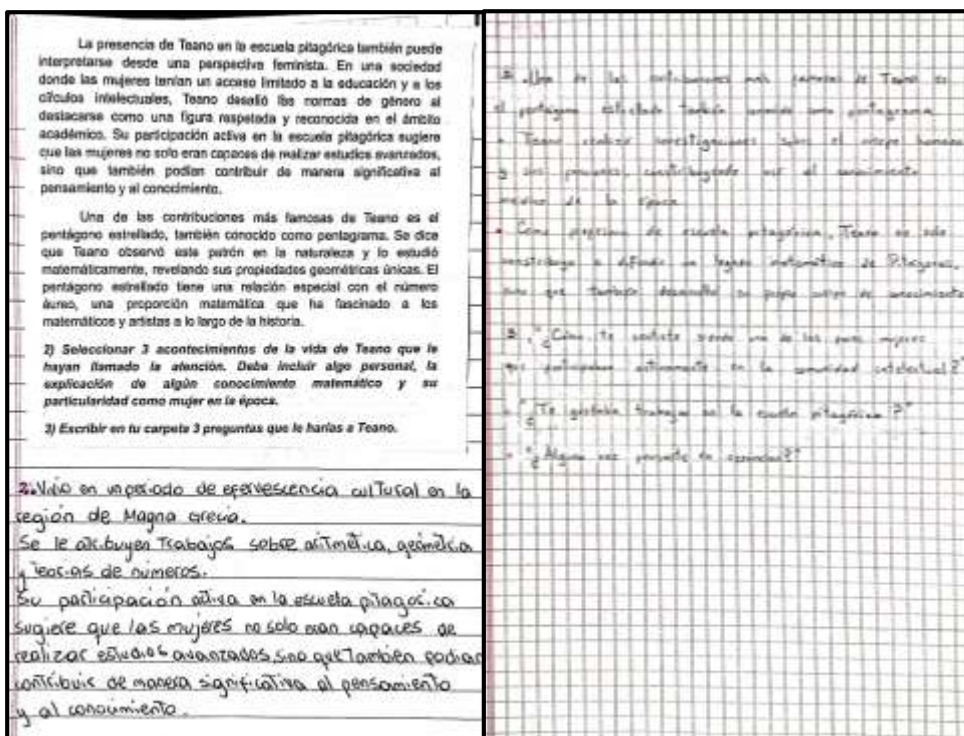 La presencia de Teano en la escuela pitagórica también puede
interpretarse desde una perspectiva feminista. En una sociedad
donde las mujeres tenían un acceso limitado a la educación y a los
círculos intelectuales, Teano desafió las normas de género al
destacarse como una figura respetada y reconocida en el ámbito
académico. Su participación activa en la escuela pitagórica sugiere
que las mujeres no solo eran capaces de realizar estudios avanzados,
sino que también podían contribuir de manera significativa al
pensamiento y al conocimiento.
Una de las contribuciones más famosas de Teano es el
pentágono estrellado, también conocido como pentagrama. Se dice
que Teano observó este patrón en la naturaleza y lo estudió
matemáticamente, revelando sus propiedades geométricas únicas. El
pentágono estrellado tiene una relación especial con el número
áureo, una proporción matemática que ha fascinado a los
matemáticos y artistas a lo largo de la historia.
2) Seleccionar 3 acontecimientos de la vida de Teano que le
hayan llamado la atención. Debe incluir algo personal, la
explicación de algún conocimiento matemático y su
particularidad como mujer en la época.
3) Escribir en tu carpeta 3 preguntas que le harías a Teano.
2. Vivio en un periodo de efervescencia cultural en la
región de Magna Grecia.
Se le atribuyen Trabajos sobre aritmética, geometría
y teorias de números.
Su participación activa en la escuela pitagórica
sugiere que las mujeres no solo eran capaces de
realizar estudios avanzados, sino que también podian
contribuir de manera significativa al pensamiento
y al conocimiento.
Una de las contribuciones más famosas de Teano es
el pentágono estrellado también conocido como pentagrama
Teano realizo investigaciones sobre el cuerpo humano
y sus procesos, al conocimiento
medico de la época
Como de escuela pitagórica, Teano no solo
a difundir legado matemático de Pitágoras,
sino que también desarrolló su propio de conocimiento
3. "¿Cómo te sentiste siendo una de las pocas mujeres
que participaban activamente en la comunidad intelectual?"
"¿Te gustaba trabajar en la escuela pitagórica?"
"¿Alguna vez pensaste en